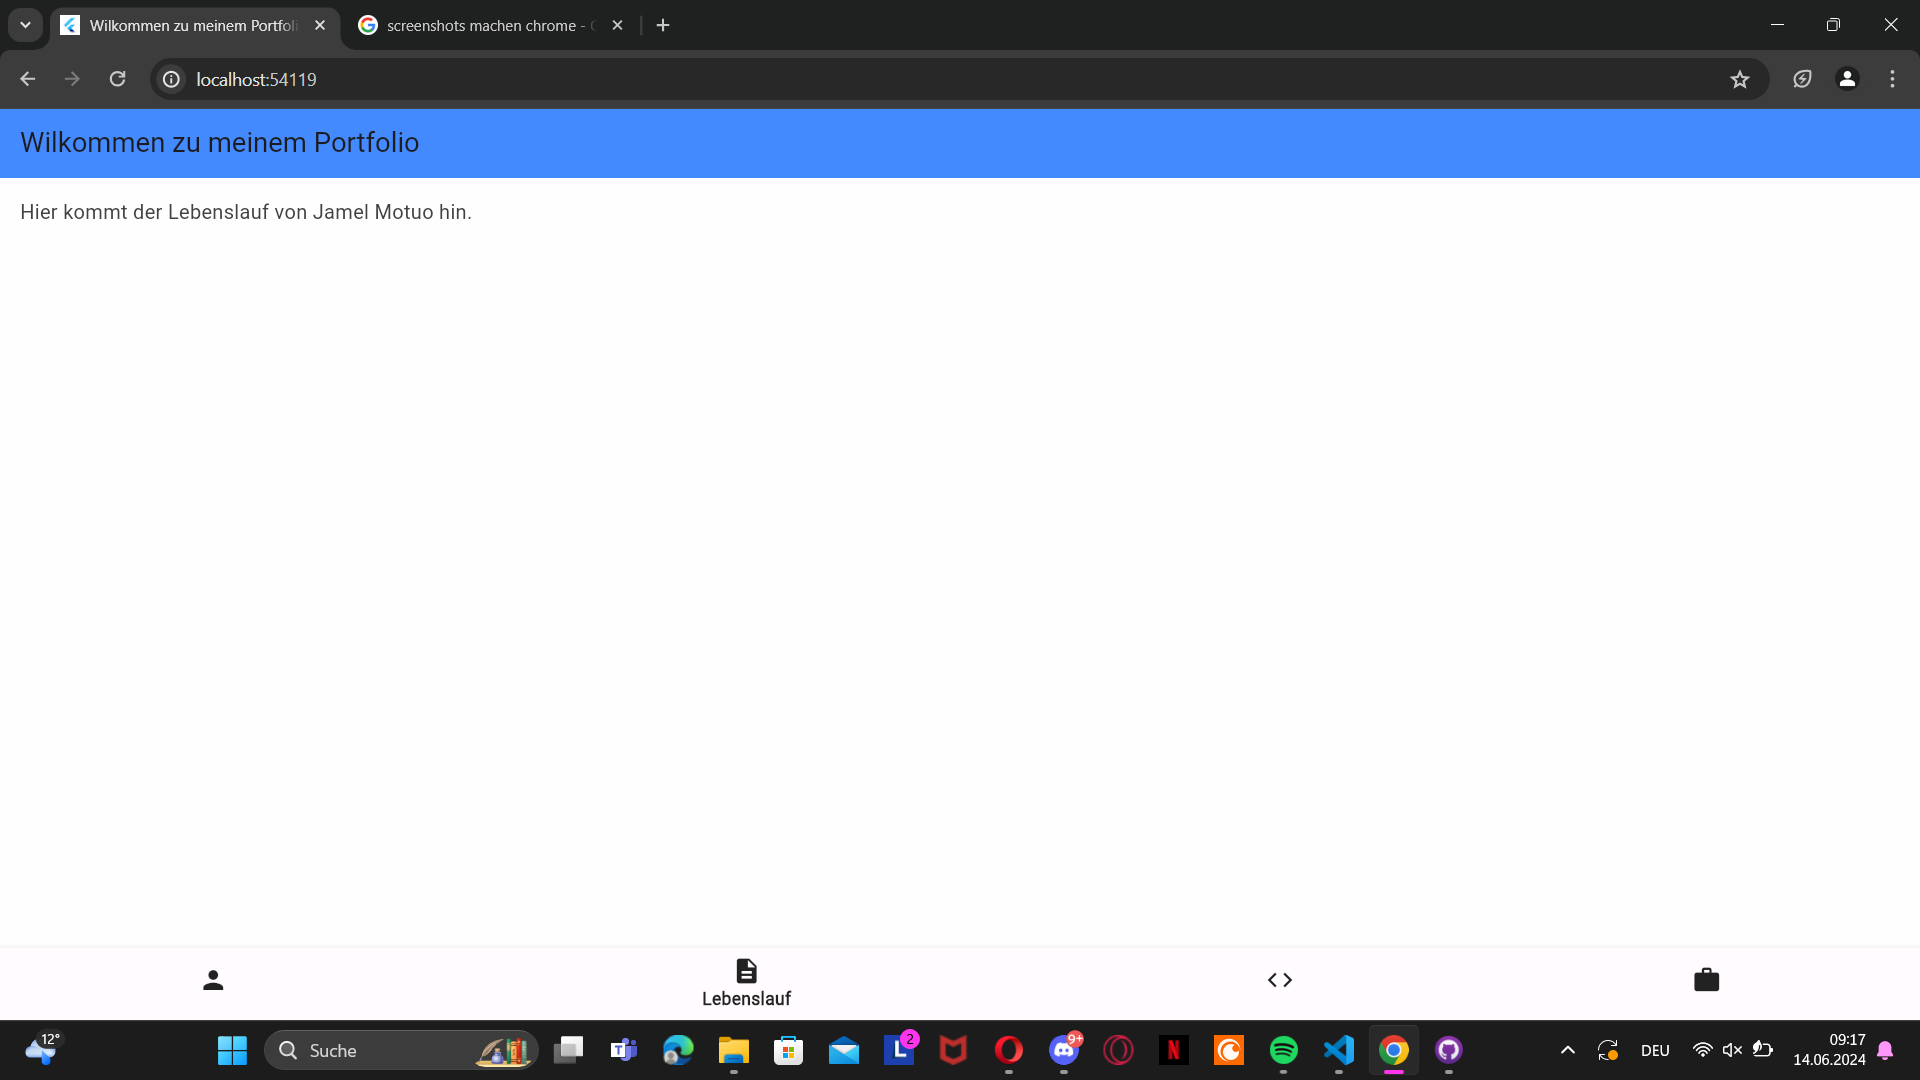 Wilkommen zu meinem Portfoli
screenshots machen chrome -
localhost:54119
Wilkommen zu meinem Portfolio
Hier kommt der Lebenslauf von Jamel Motuo hin.
Lebenslauf
12°
Suche
T
L
2
9+
N
DEU
09:17
14.06.2024